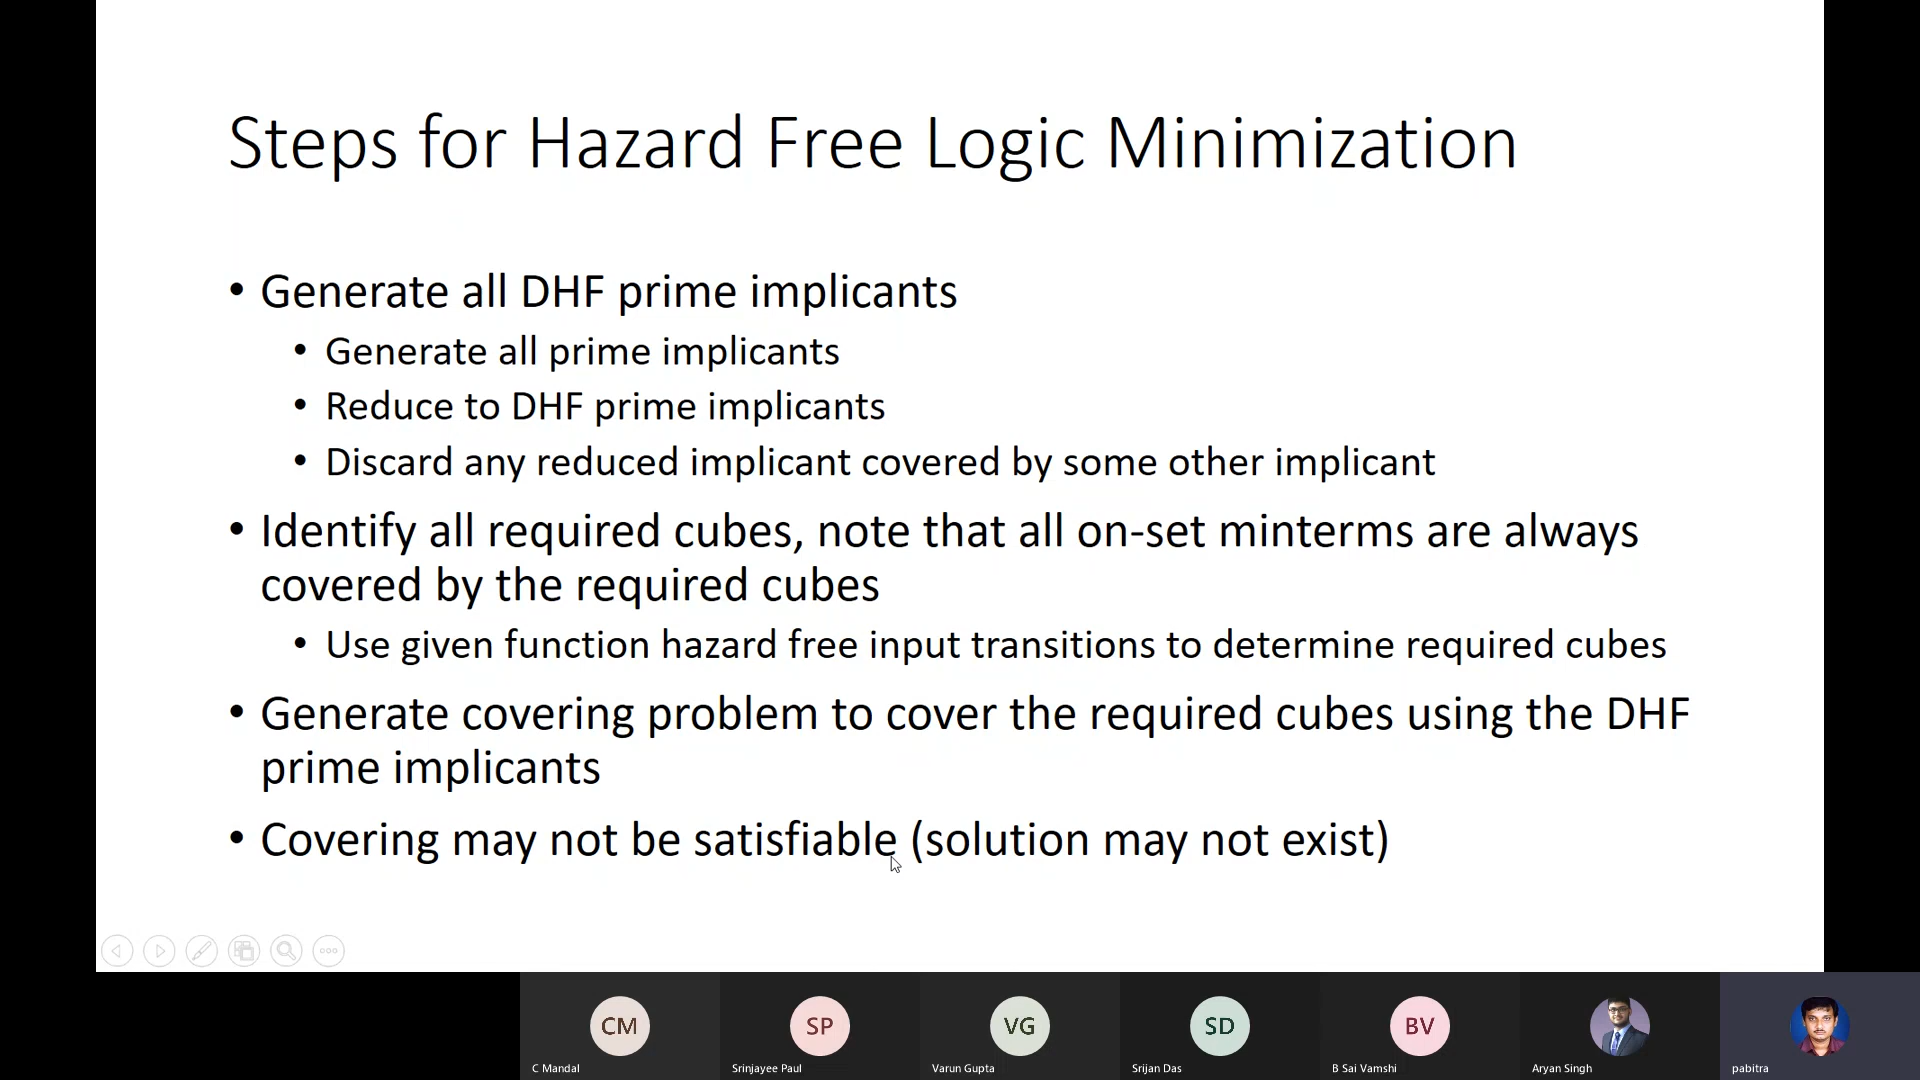 Steps for Hazard Free Logic Minimization
• Generate all DHF prime implicants
• Generate all prime implicants
• Reduce to DHF prime implicants
• Discard any reduced implicant covered by some other implicant
• Identify all required cubes, note that all on-set minterms are always
covered by the required cubes
• Use given function hazard free input transitions to determine required cubes
• Generate covering problem to cover the required cubes using the DHF
prime implicants
• Covering may not be satisfiable (solution may not exist)
CM SP VG SD BV
C Mandal Srinjayee Paul Varun Gupta Srijan Das B Sai Vamshi Aryan Singh pabitra